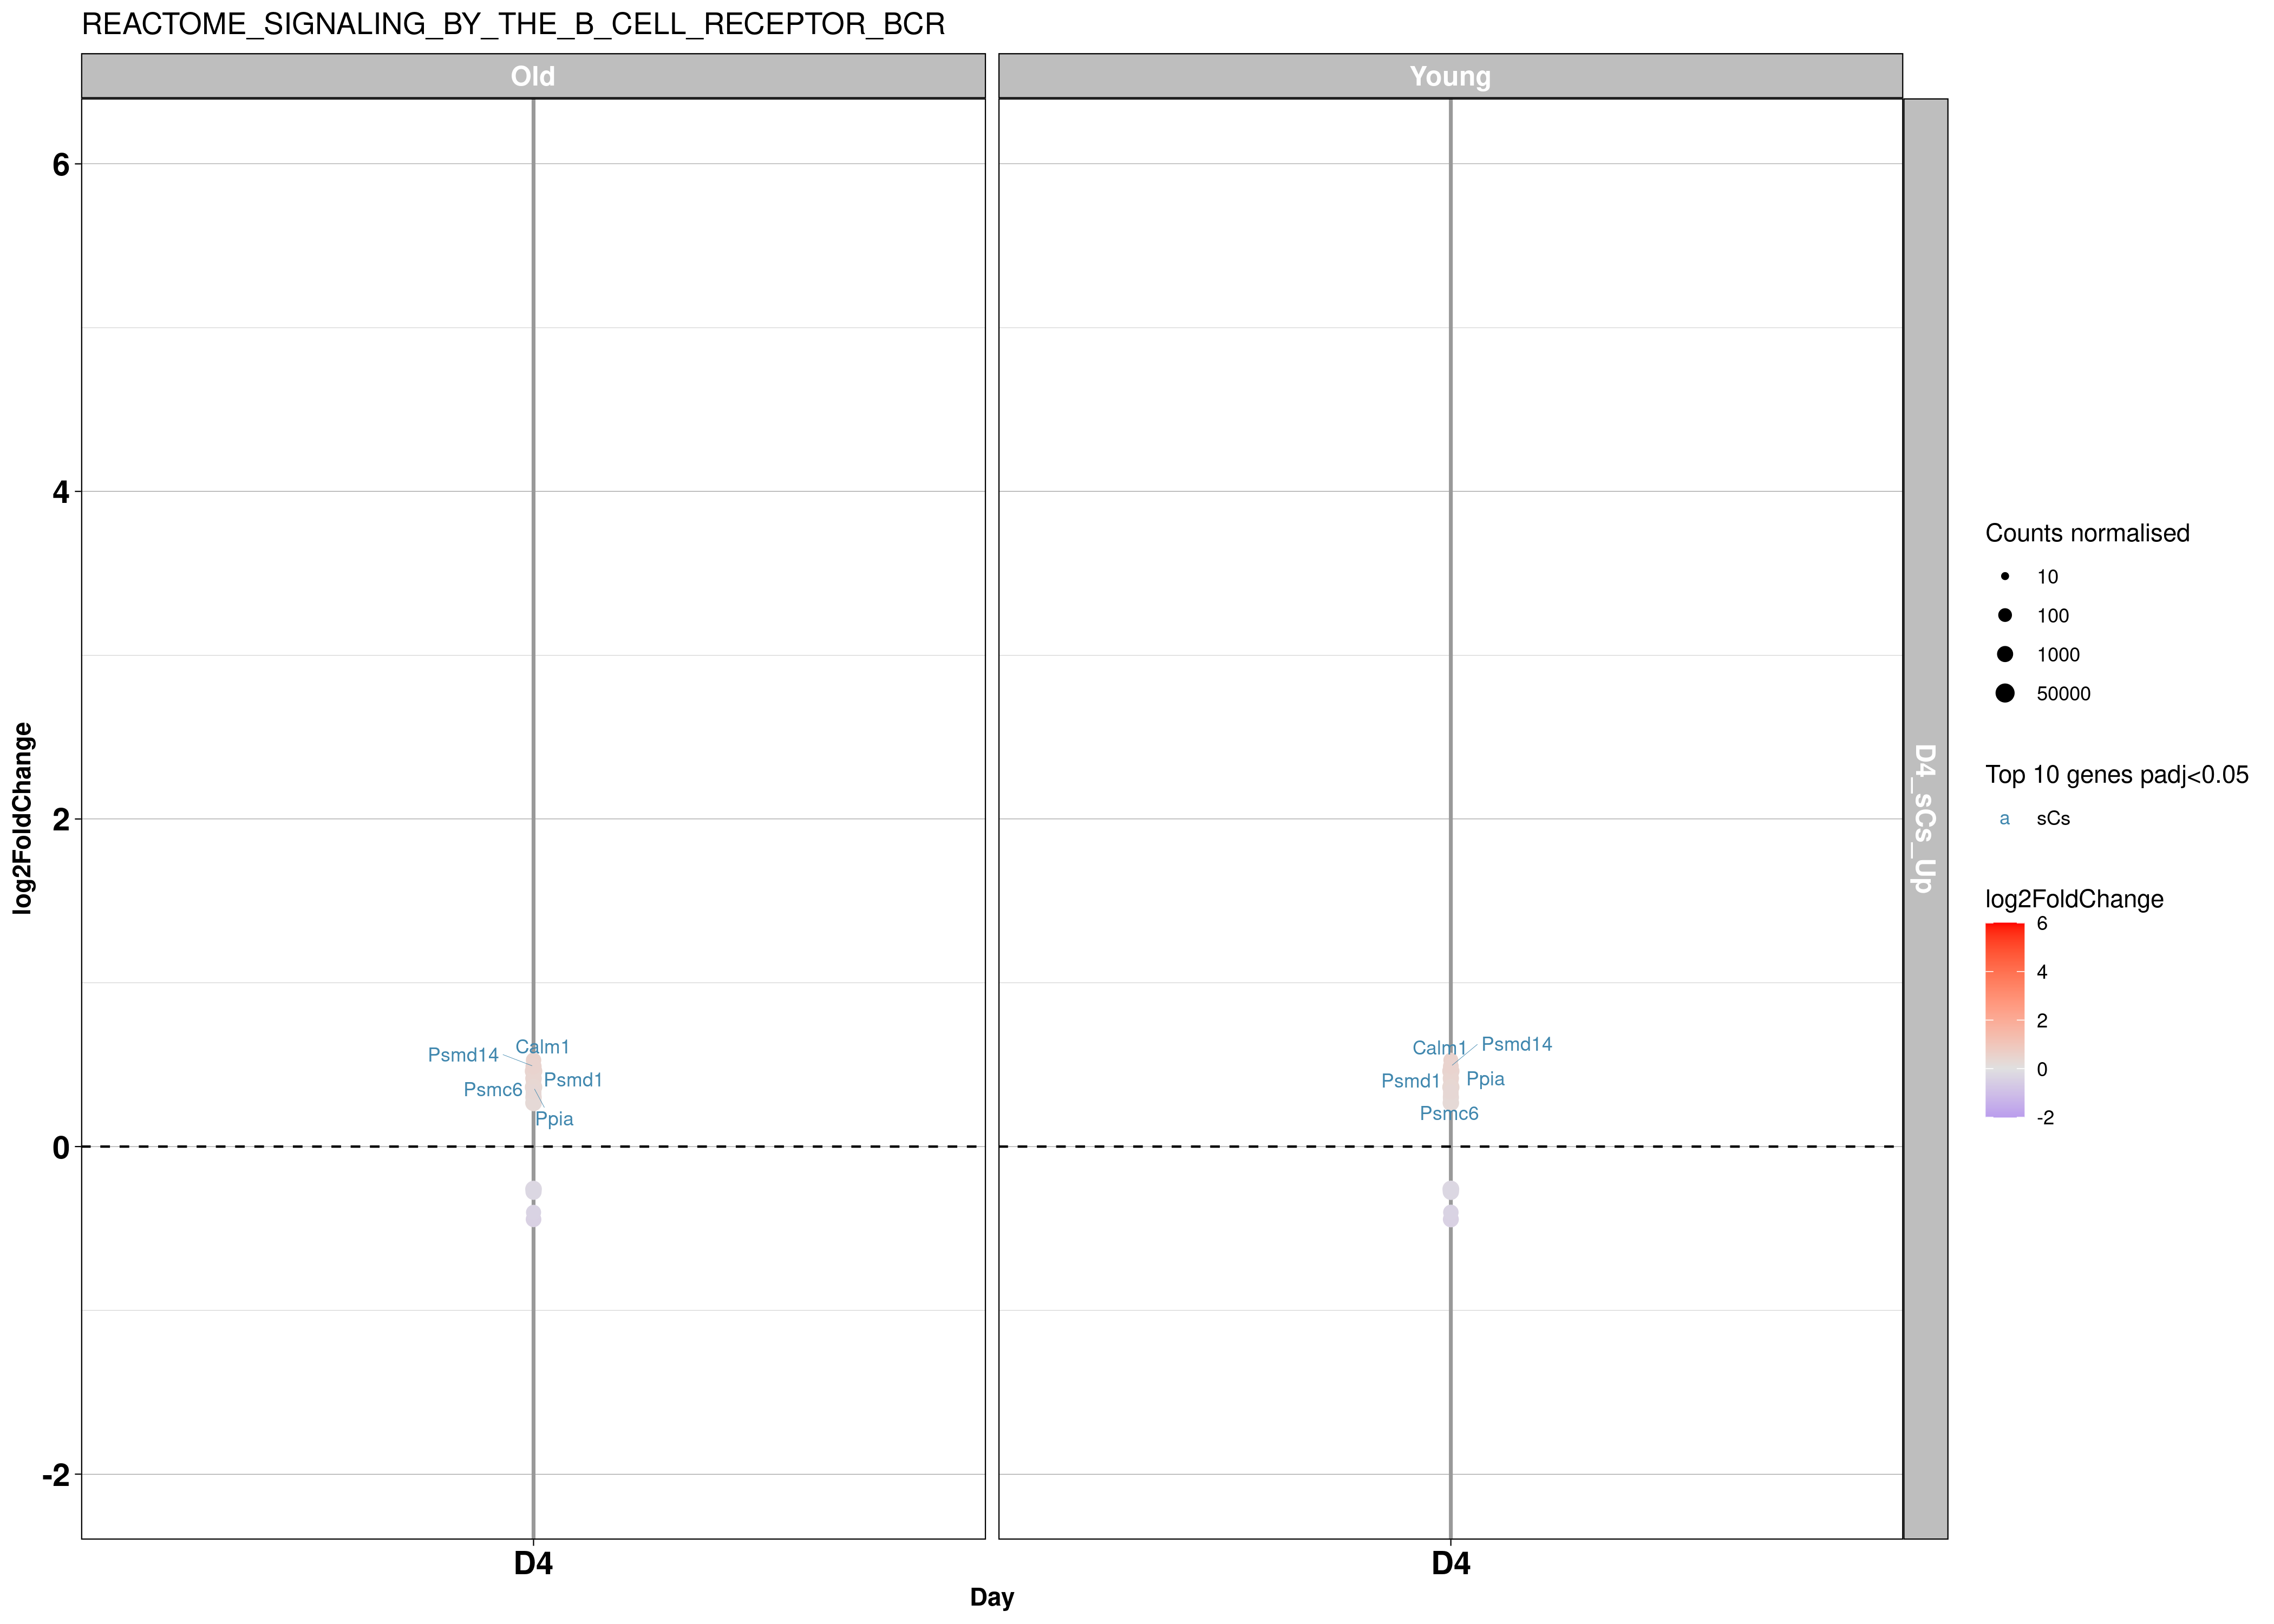 REACTOME_SIGNALING_BY_THE_B_CELL_RECEPTOR_BCR
Old
Young
6
4
2
0
-2
log2FoldChange
Psmd14
Calm1
Psmd1
Psmc6
Ppia
Calm1
Psmd14
Psmd1
Ppia
Psmc6
D4_sCs_Up
D4
D4
Day
Counts normalised
10
100
1000
50000
Top 10 genes padj<0.05
a sCs
log2FoldChange
6
4
2
0
-2